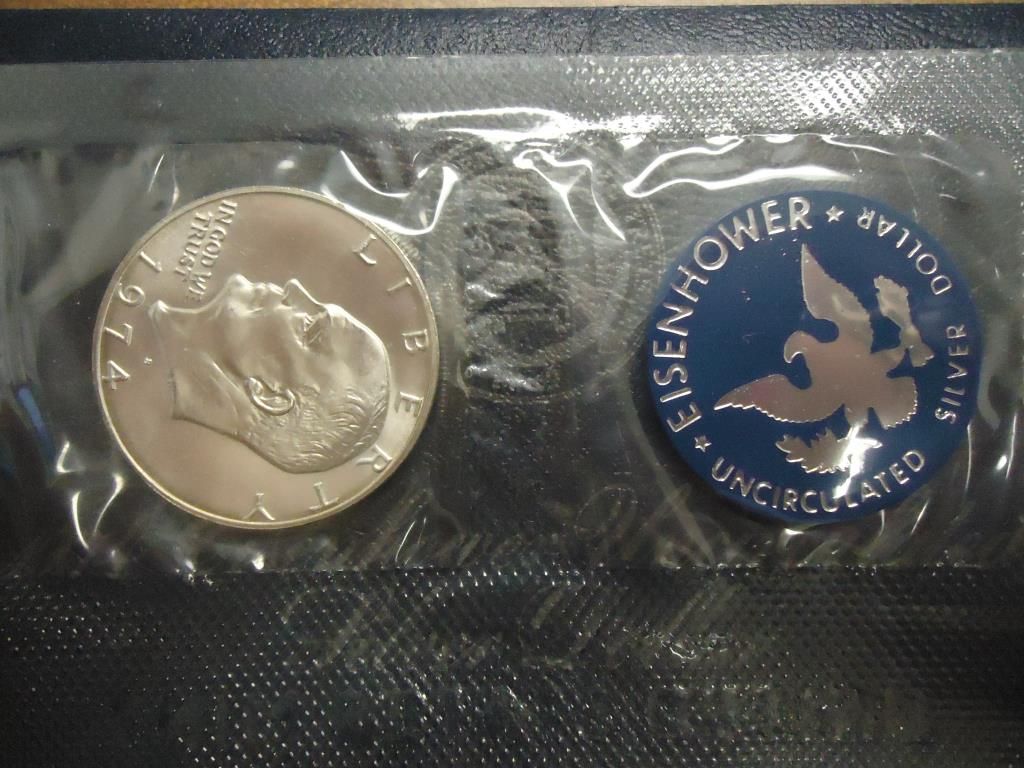 LIBERTY
IN GOD WE
TRUST
1974
S
★ EISENHOWER ★
UNCIRCULATED
SILVER DOLLAR